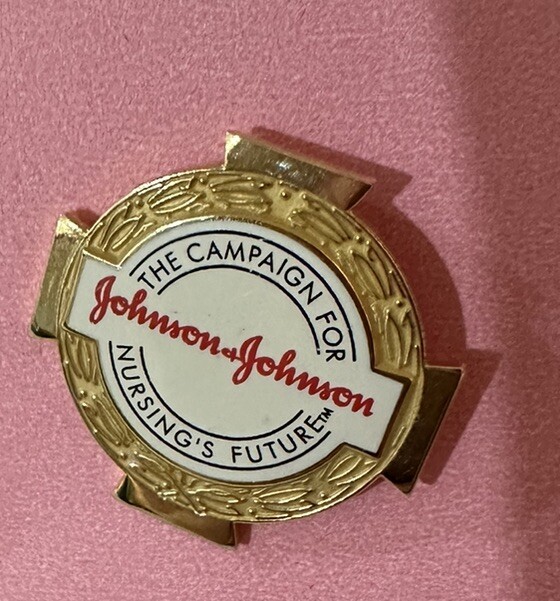 THE CAMPAIGN FOR
Johnson+Johnson
NURSING'S FUTURE™